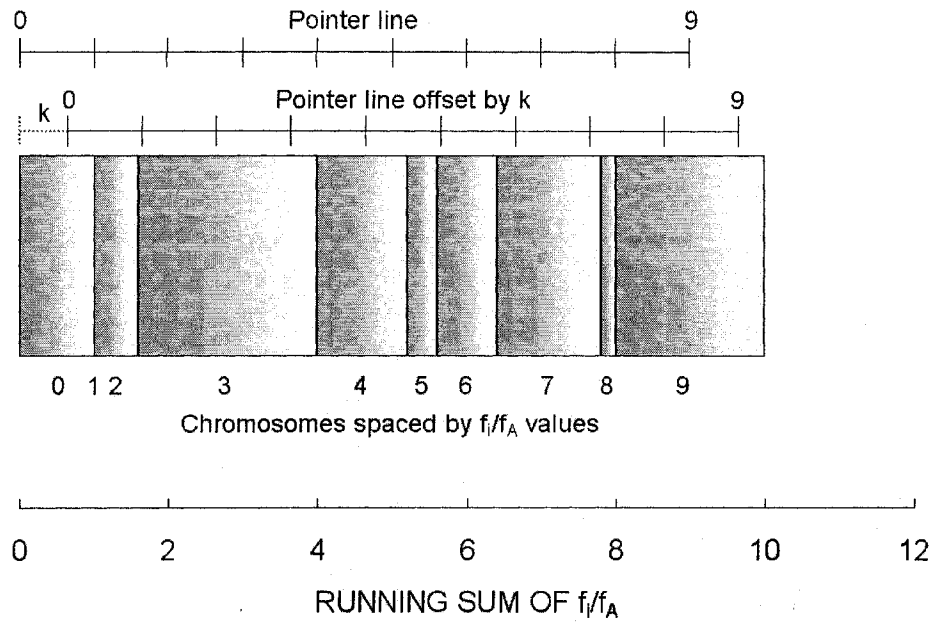 0 Pointer line 9
k 0 Pointer line offset by k 9
0 1 2 3 4 5 6 7 8 9
Chromosomes spaced by fᵢ/f_A values
0 2 4 6 8 10 12
RUNNING SUM OF fᵢ/f_A